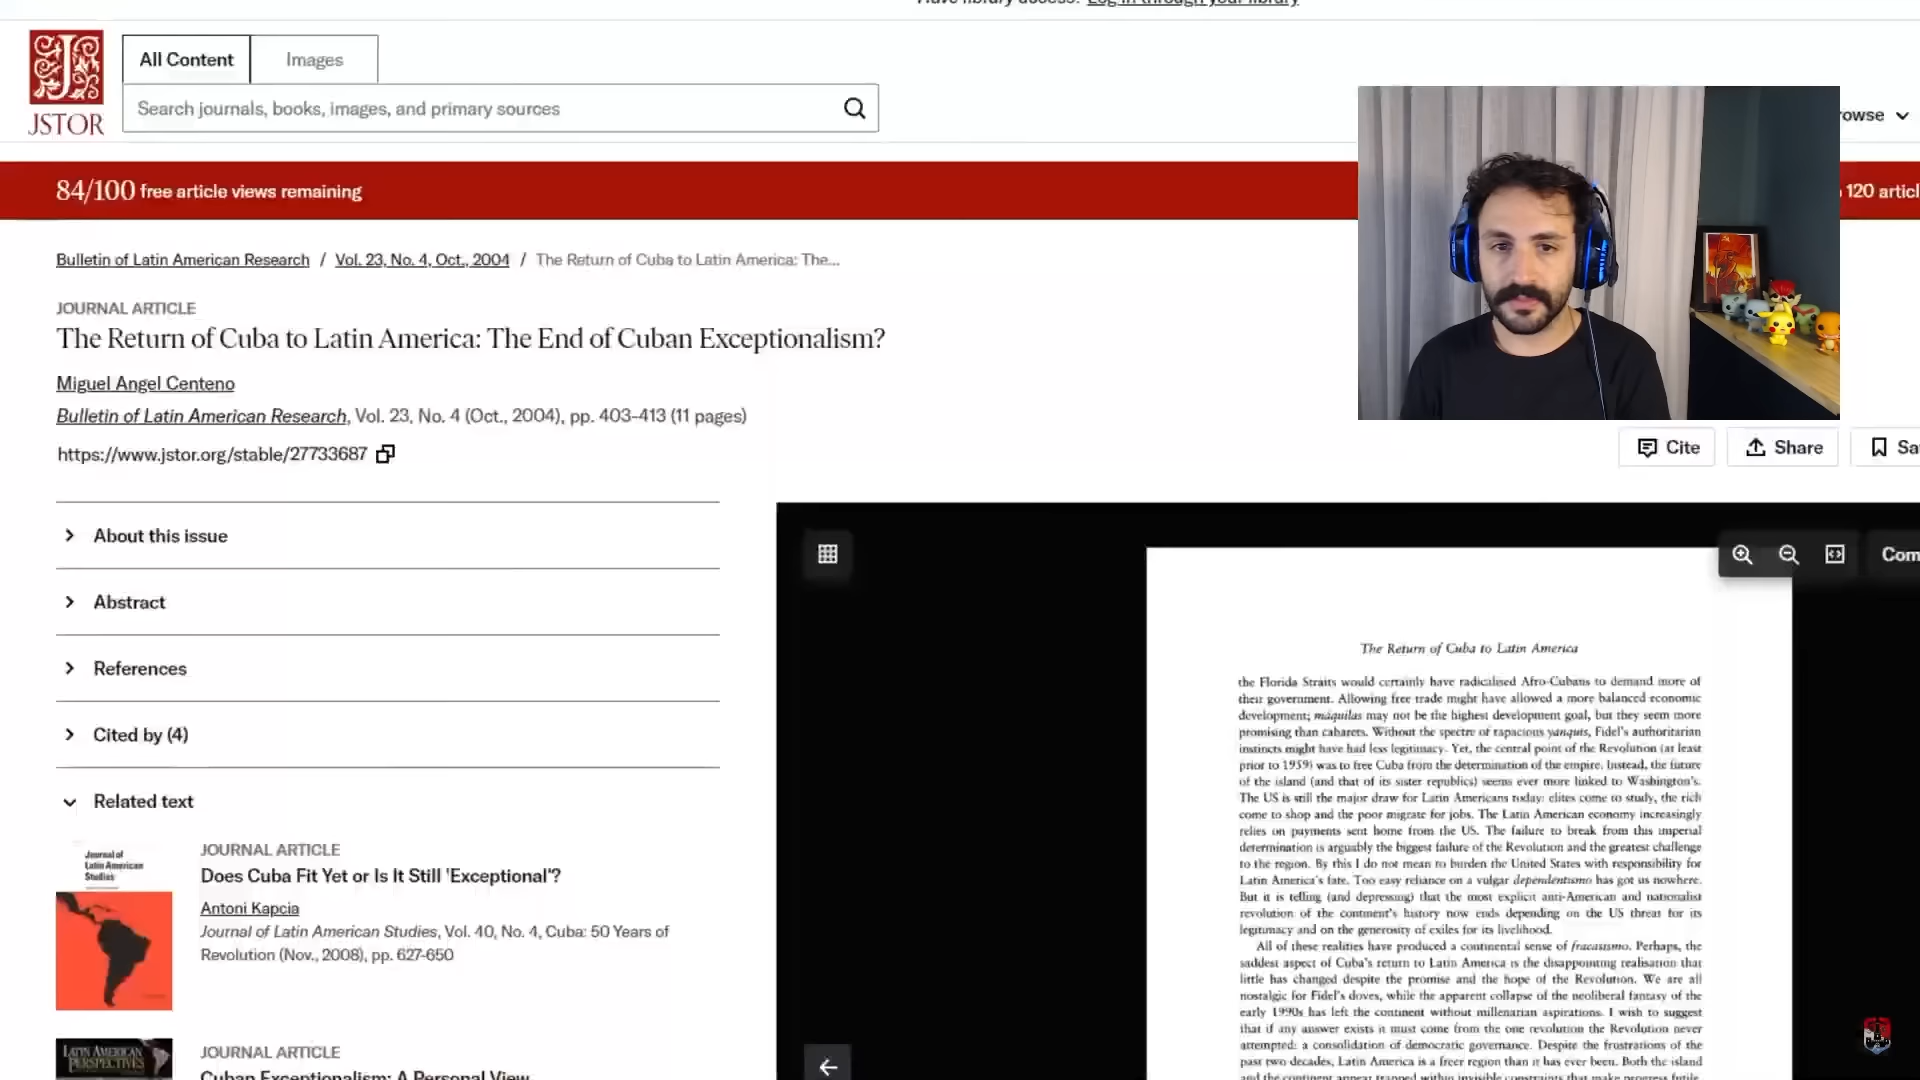 Have library access? Log in through your library
All Content
Images
Search journals, books, images, and primary sources
JSTOR
owse
84/100 free article views remaining
120 articl
Bulletin of Latin American Research / Vol. 23, No. 4, Oct., 2004 / The Return of Cuba to Latin America: The...
JOURNAL ARTICLE
The Return of Cuba to Latin America: The End of Cuban Exceptionalism?
Miguel Angel Centeno
Bulletin of Latin American Research, Vol. 23, No. 4 (Oct., 2004), pp. 403-413 (11 pages)
https://www.jstor.org/stable/27733687
Cite
Share
Sa
About this issue
Abstract
References
Cited by (4)
Related text
Journal of
Latin American
Studies
JOURNAL ARTICLE
Does Cuba Fit Yet or Is It Still 'Exceptional'?
Antoni Kapcia
Journal of Latin American Studies, Vol. 40, No. 4, Cuba: 50 Years of
Revolution (Nov., 2008), pp. 627-650
LATIN AMERICAN
PERSPECTIVES
JOURNAL ARTICLE
Cuban Exceptionalism: A Personal View
Com
The Return of Cuba to Latin America
the Florida Straits would certainly have radicalised Afro-Cubans to demand more of
their government. Allowing free trade might have allowed a more balanced economic
development; máquilas may not be the highest development goal, but they seem more
promising than cabarets. Without the spectre of rapacious yanquis, Fidel's authoritarian
instincts might have had less legitimacy. Yet, the central point of the Revolution (at least
prior to 1959) was to free Cuba from the determination of the empire. Instead, the future
of the island (and that of its sister republics) seems ever more linked to Washington's.
The US is still the major draw for Latin Americans today: elites come to study, the rich
come to shop and the poor migrate for jobs. The Latin American economy increasingly
relies on payments sent home from the US. The failure to break from this imperial
determination is arguably the biggest failure of the Revolution and the greatest challenge
to the region. By this I do not mean to burden the United States with responsibility for
Latin America's fate. Too easy reliance on a vulgar dependentismo has got us nowhere.
But it is telling (and depressing) that the most explicit anti-American and nationalist
revolution of the continent's history now ends depending on the US threat for its
legitimacy and on the generosity of exiles for its livelihood.
All of these realities have produced a continental sense of fracasismo. Perhaps, the
saddest aspect of Cuba's return to Latin America is the disappointing realisation that
little has changed despite the promise and the hope of the Revolution. We are all
nostalgic for Fidel's doves, while the apparent collapse of the neoliberal fantasy of the
early 1990s has left the continent without millenarian aspirations. I wish to suggest
that if any answer exists it must come from the one revolution the Revolution never
attempted: a consolidation of democratic governance. Despite the frustrations of the
past two decades, Latin America is a freer region than it has ever been. Both the island
and the continent appear trapped within invisible constraints that make progress futile.